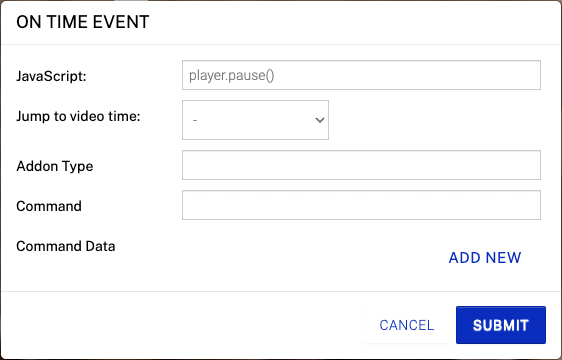 ON TIME EVENT
JavaScript: player.pause()
Jump to video time: -
Addon Type
Command
Command Data
ADD NEW
CANCEL SUBMIT